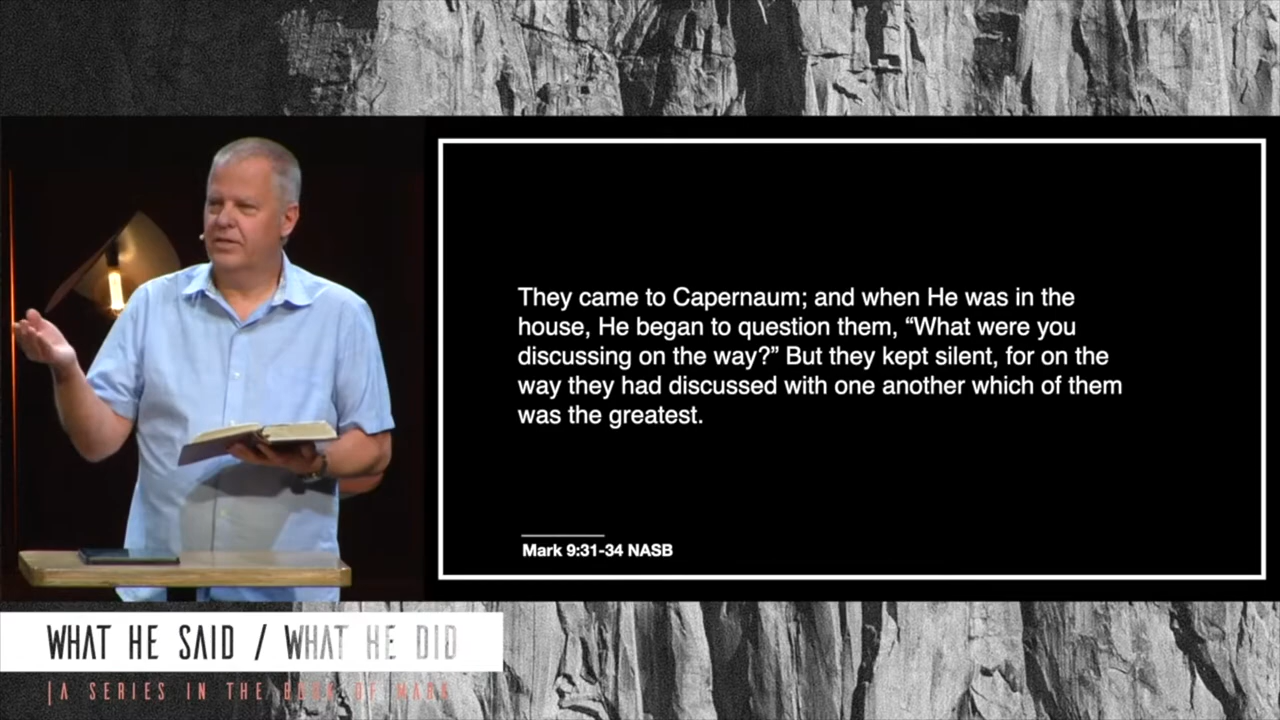 They came to Capernaum; and when He was in the
house, He began to question them, “What were you
discussing on the way?” But they kept silent, for on the
way they had discussed with one another which of them
was the greatest.
Mark 9:31-34 NASB
WHAT HE SAID / WHAT HE DID
|A SERIES IN THE BOOK OF MARK